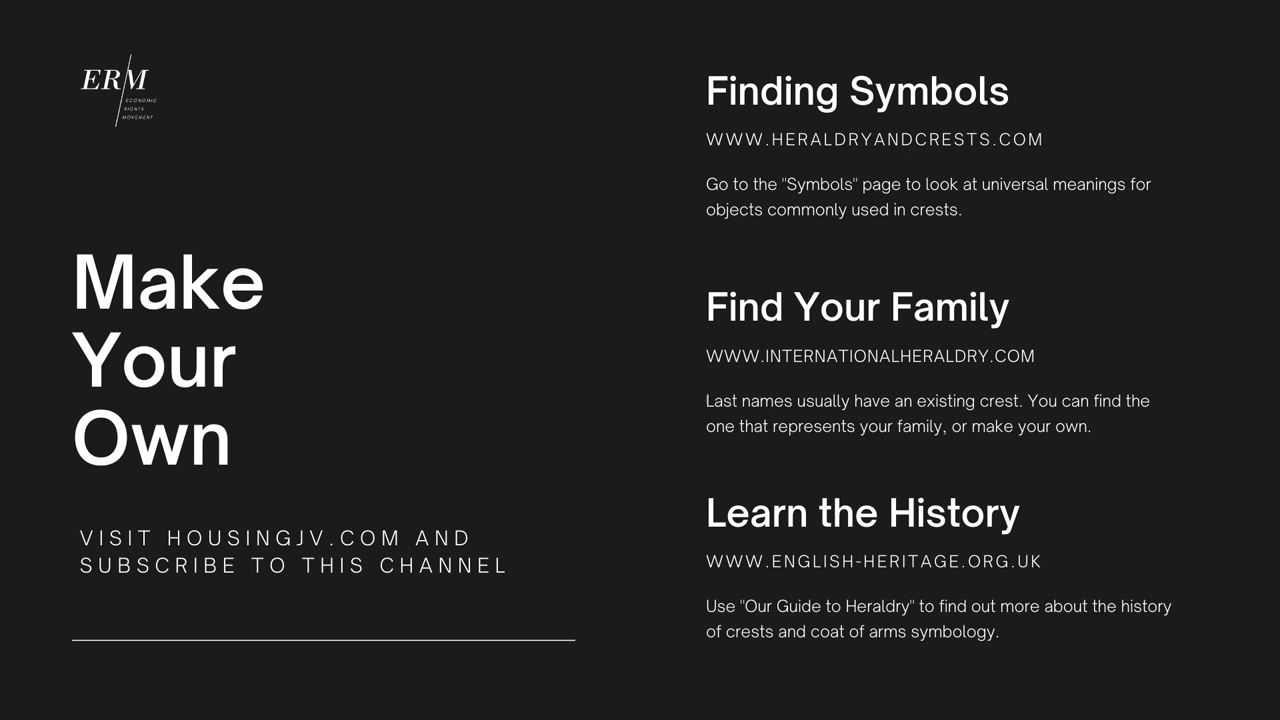 ERM
ECONOMIC
RIGHTS
MOVEMENT
Make
Your
Own
VISIT HOUSINGJV.COM AND
SUBSCRIBE TO THIS CHANNEL
Finding Symbols
WWW.HERALDRYANDCRESTS.COM
Go to the "Symbols" page to look at universal meanings for
objects commonly used in crests.
Find Your Family
WWW.INTERNATIONALHERALDRY.COM
Last names usually have an existing crest. You can find the
one that represents your family, or make your own.
Learn the History
WWW.ENGLISH-HERITAGE.ORG.UK
Use "Our Guide to Heraldry" to find out more about the history
of crests and coat of arms symbology.